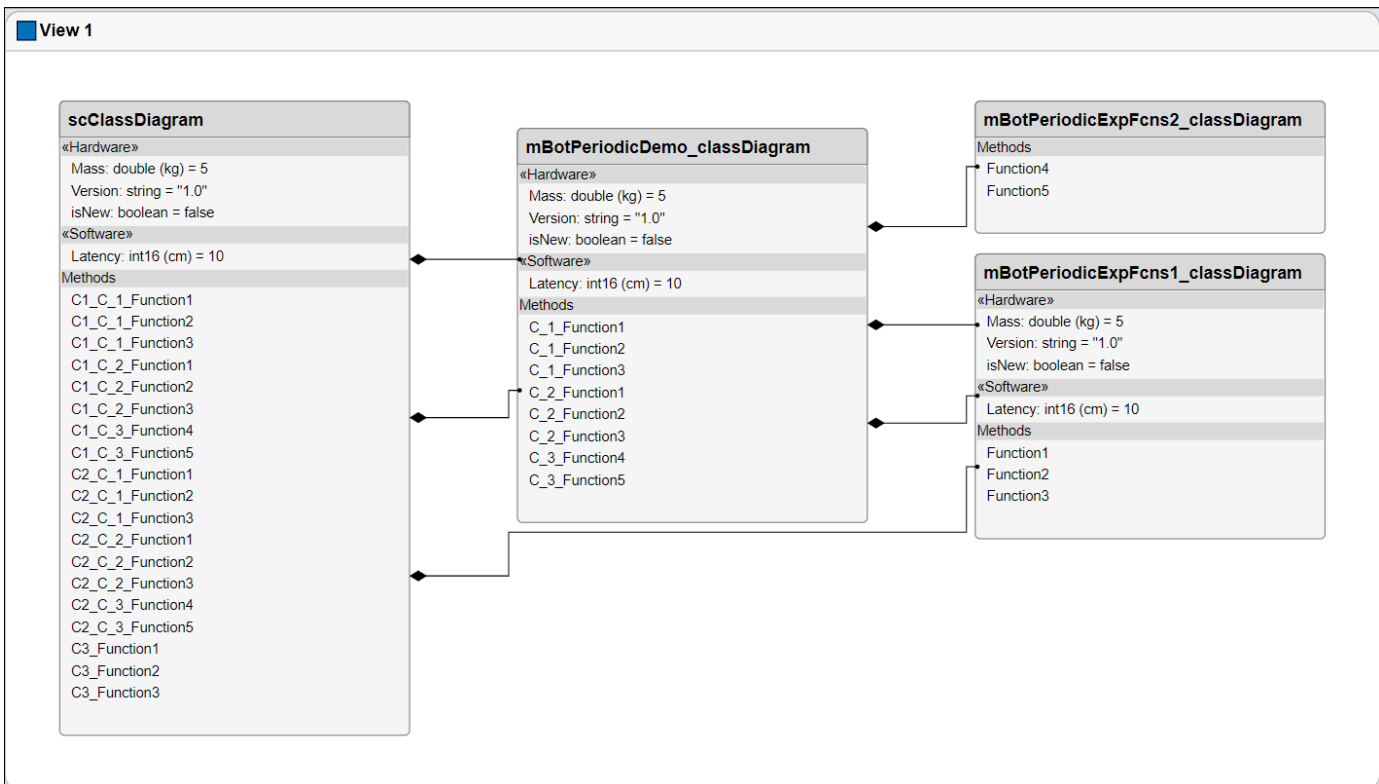 View 1
scClassDiagram
«Hardware»
Mass: double (kg) = 5
Version: string = "1.0"
isNew: boolean = false
«Software»
Latency: int16 (cm) = 10
Methods
C1_C_1_Function1
C1_C_1_Function2
C1_C_1_Function3
C1_C_2_Function1
C1_C_2_Function2
C1_C_2_Function3
C1_C_3_Function4
C1_C_3_Function5
C2_C_1_Function1
C2_C_1_Function2
C2_C_1_Function3
C2_C_2_Function1
C2_C_2_Function2
C2_C_2_Function3
C2_C_3_Function4
C2_C_3_Function5
C3_Function1
C3_Function2
C3_Function3
mBotPeriodicDemo_classDiagram
«Hardware»
Mass: double (kg) = 5
Version: string = "1.0"
isNew: boolean = false
«Software»
Latency: int16 (cm) = 10
Methods
C_1_Function1
C_1_Function2
C_1_Function3
C_2_Function1
C_2_Function2
C_2_Function3
C_3_Function4
C_3_Function5
mBotPeriodicExpFcns2_classDiagram
Methods
Function4
Function5
mBotPeriodicExpFcns1_classDiagram
«Hardware»
Mass: double (kg) = 5
Version: string = "1.0"
isNew: boolean = false
«Software»
Latency: int16 (cm) = 10
Methods
Function1
Function2
Function3